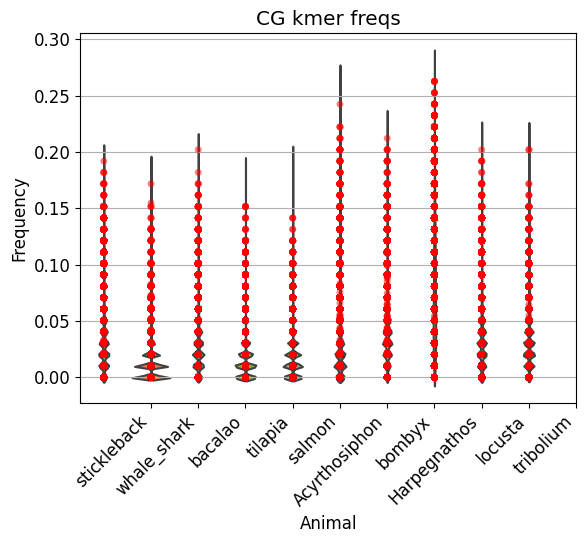 CG kmer freqs
Frequency
0.30
0.25
0.20
0.15
0.10
0.05
0.00
stickleback
whale_shark
bacalao
tilapia
salmon
Acyrthosiphon
bombyx
Harpegnathos
locusta
tribolium
Animal